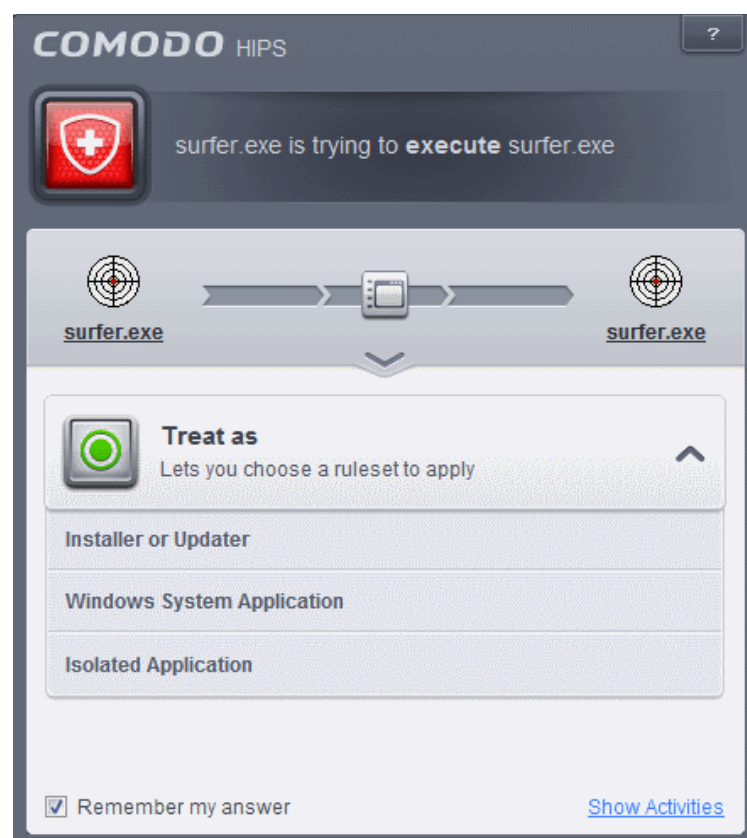 COMODO HIPS
?
surfer.exe is trying to execute surfer.exe
surfer.exe
surfer.exe
Treat as
Lets you choose a ruleset to apply
Installer or Updater
Windows System Application
Isolated Application
Remember my answer
Show Activities